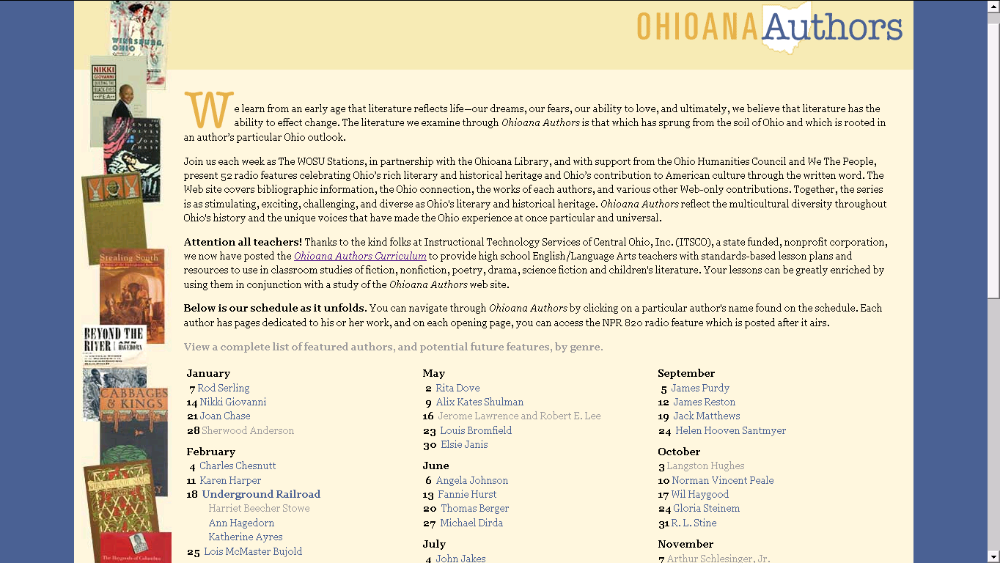 OHIOANA Authors
WINESBURG,
OHIO
NIKKI
GIOVANNI
QUILTING THE
BLACK-EYED
PEA
JOAN
CHASE
THE CONJURE WOMAN
Stealing South
BEYOND THE
RIVER
ANN
HAGEDORN
CABBAGES
& KINGS
The Haygoods of Columbus
We learn from an early age that literature reflects life—our dreams, our fears, our ability to love, and ultimately, we believe that literature has the
ability to effect change. The literature we examine through Ohioana Authors is that which has sprung from the soil of Ohio and which is rooted in
an author's particular Ohio outlook.
Join us each week as The WOSU Stations, in partnership with the Ohioana Library, and with support from the Ohio Humanities Council and We The People,
present 52 radio features celebrating Ohio's rich literary and historical heritage and Ohio's contribution to American culture through the written word. The
Web site covers bibliographic information, the Ohio connection, the works of each authors, and various other Web-only contributions. Together, the series
is as stimulating, exciting, challenging, and diverse as Ohio's literary and historical heritage. Ohioana Authors reflect the multicultural diversity throughout
Ohio's history and the unique voices that have made the Ohio experience at once particular and universal.
Attention all teachers! Thanks to the kind folks at Instructional Technology Services of Central Ohio, Inc. (ITSCO), a state funded, nonprofit corporation,
we now have posted the Ohioana Authors Curriculum to provide high school English/Language Arts teachers with standards-based lesson plans and
resources to use in classroom studies of fiction, nonfiction, poetry, drama, science fiction and children's literature. Your lessons can be greatly enriched by
using them in conjunction with a study of the Ohioana Authors web site.
Below is our schedule as it unfolds. You can navigate through Ohioana Authors by clicking on a particular author's name found on the schedule. Each
author has pages dedicated to his or her work, and on each opening page, you can access the NPR 820 radio feature which is posted after it airs.
View a complete list of featured authors, and potential future features, by genre.
January
7 Rod Serling
14 Nikki Giovanni
21 Joan Chase
28 Sherwood Anderson
February
4 Charles Chesnutt
11 Karen Harper
18 Underground Railroad
Harriet Beecher Stowe
Ann Hagedorn
Katherine Ayres
25 Lois McMaster Bujold
May
2 Rita Dove
9 Alix Kates Shulman
16 Jerome Lawrence and Robert E. Lee
23 Louis Bromfield
30 Elsie Janis
June
6 Angela Johnson
13 Fannie Hurst
20 Thomas Berger
27 Michael Dirda
July
4 John Jakes
September
5 James Purdy
12 James Reston
19 Jack Matthews
24 Helen Hooven Santmyer
October
3 Langston Hughes
10 Norman Vincent Peale
17 Wil Haygood
24 Gloria Steinem
31 R. L. Stine
November
7 Arthur Schlesinger, Jr.